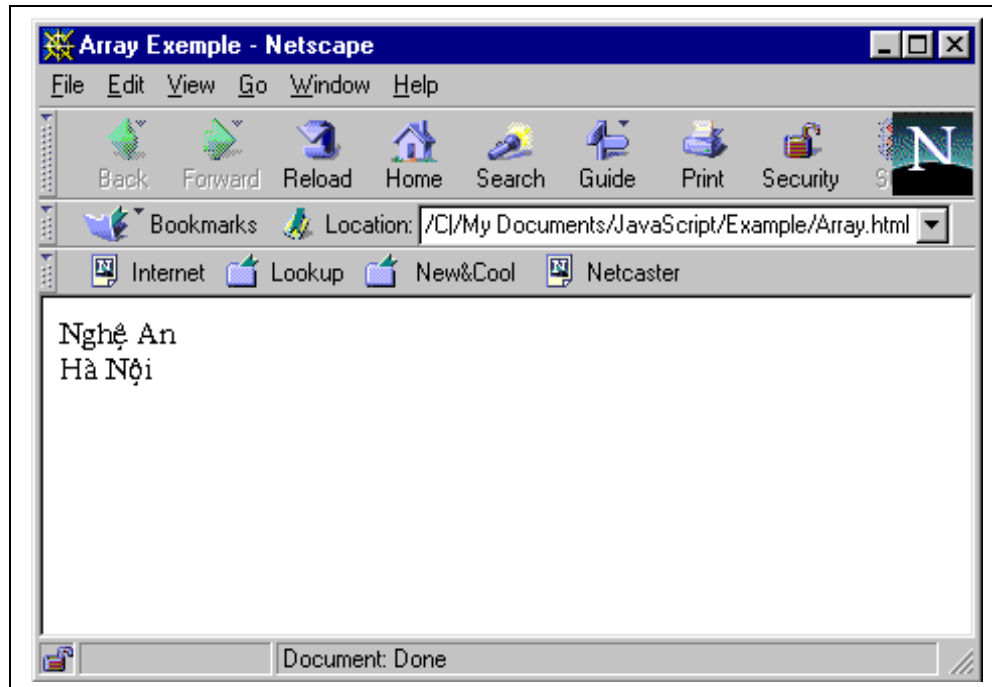 Array Exemple - Netscape
File Edit View Go Window Help
Back Forward Reload Home Search Guide Print Security
N
Bookmarks Location: /C|/My Documents/JavaScript/Example/Array.html
Internet Lookup New&Cool Netcaster
Nghệ An
Hà Nội
Document: Done